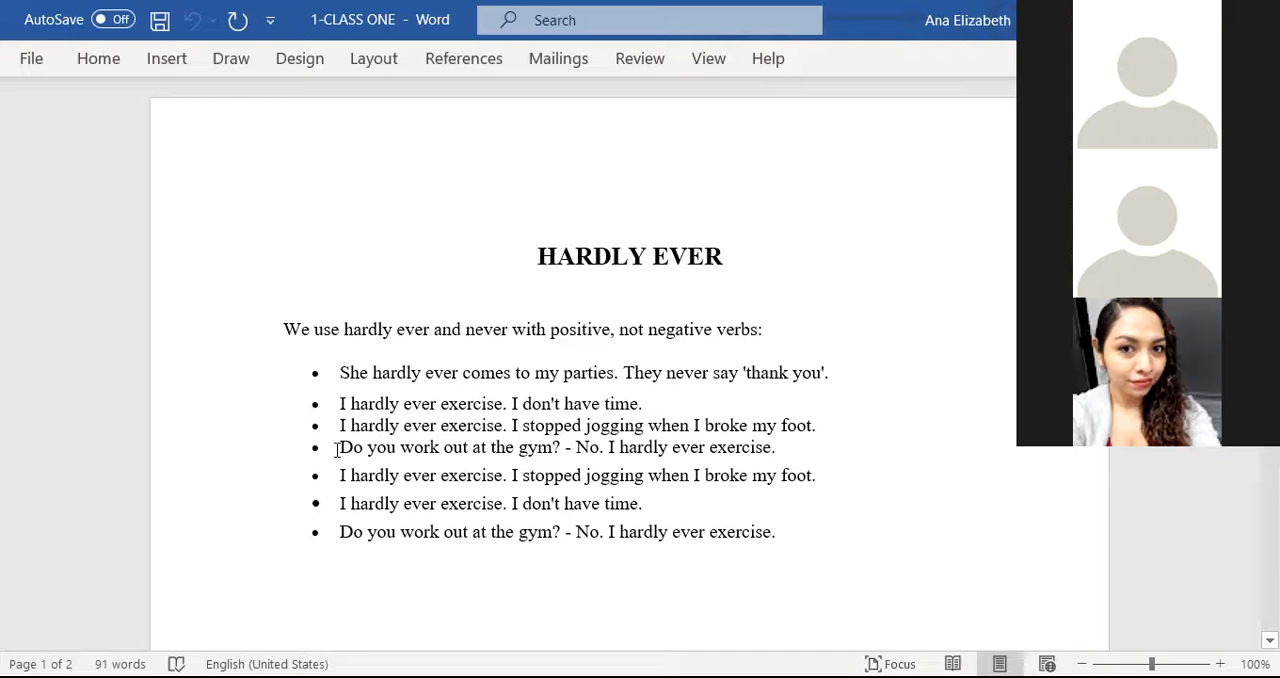 AutoSave Off 1-CLASS ONE - Word Search Ana Elizabeth
File Home Insert Draw Design Layout References Mailings Review View Help
HARDLY EVER
We use hardly ever and never with positive, not negative verbs:
• She hardly ever comes to my parties. They never say 'thank you'.
• I hardly ever exercise. I don't have time.
• I hardly ever exercise. I stopped jogging when I broke my foot.
• Do you work out at the gym? - No. I hardly ever exercise.
• I hardly ever exercise. I stopped jogging when I broke my foot.
• I hardly ever exercise. I don't have time.
• Do you work out at the gym? - No. I hardly ever exercise.
Page 1 of 2 91 words English (United States) Focus 100%